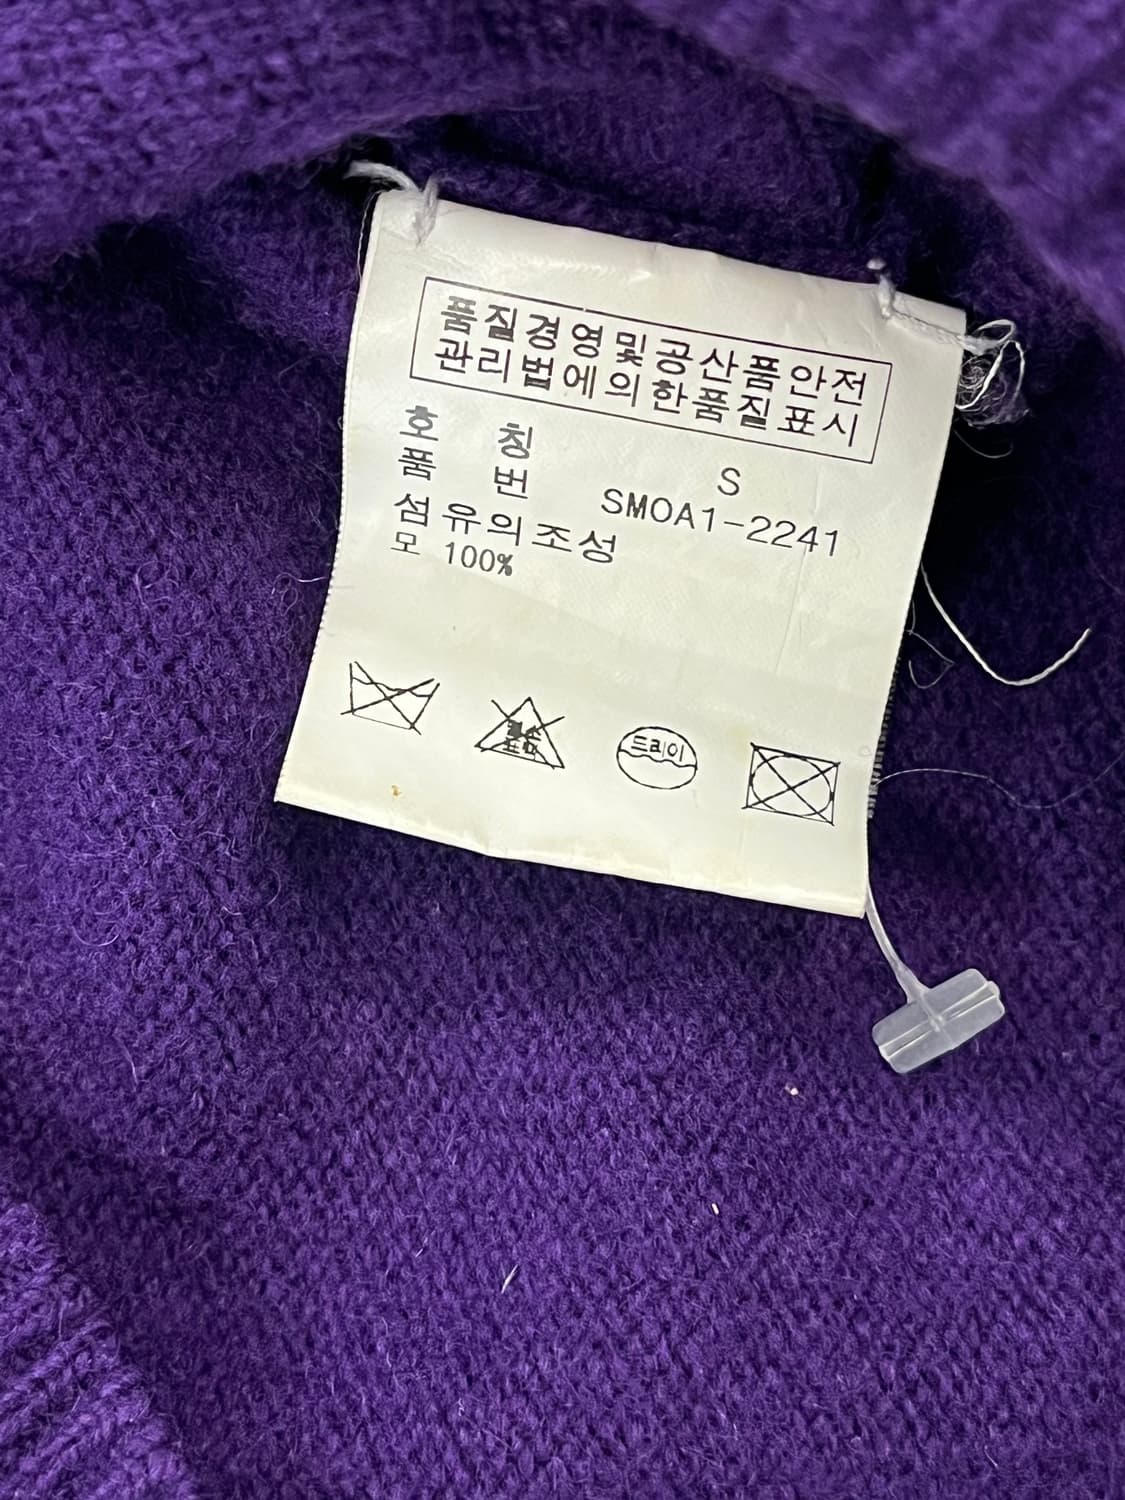 품질경영및공산품안전
관리법에의한품질표시
호 칭 S
품 번 SMOA1-2241
섬유의조성
모 100%
드라이